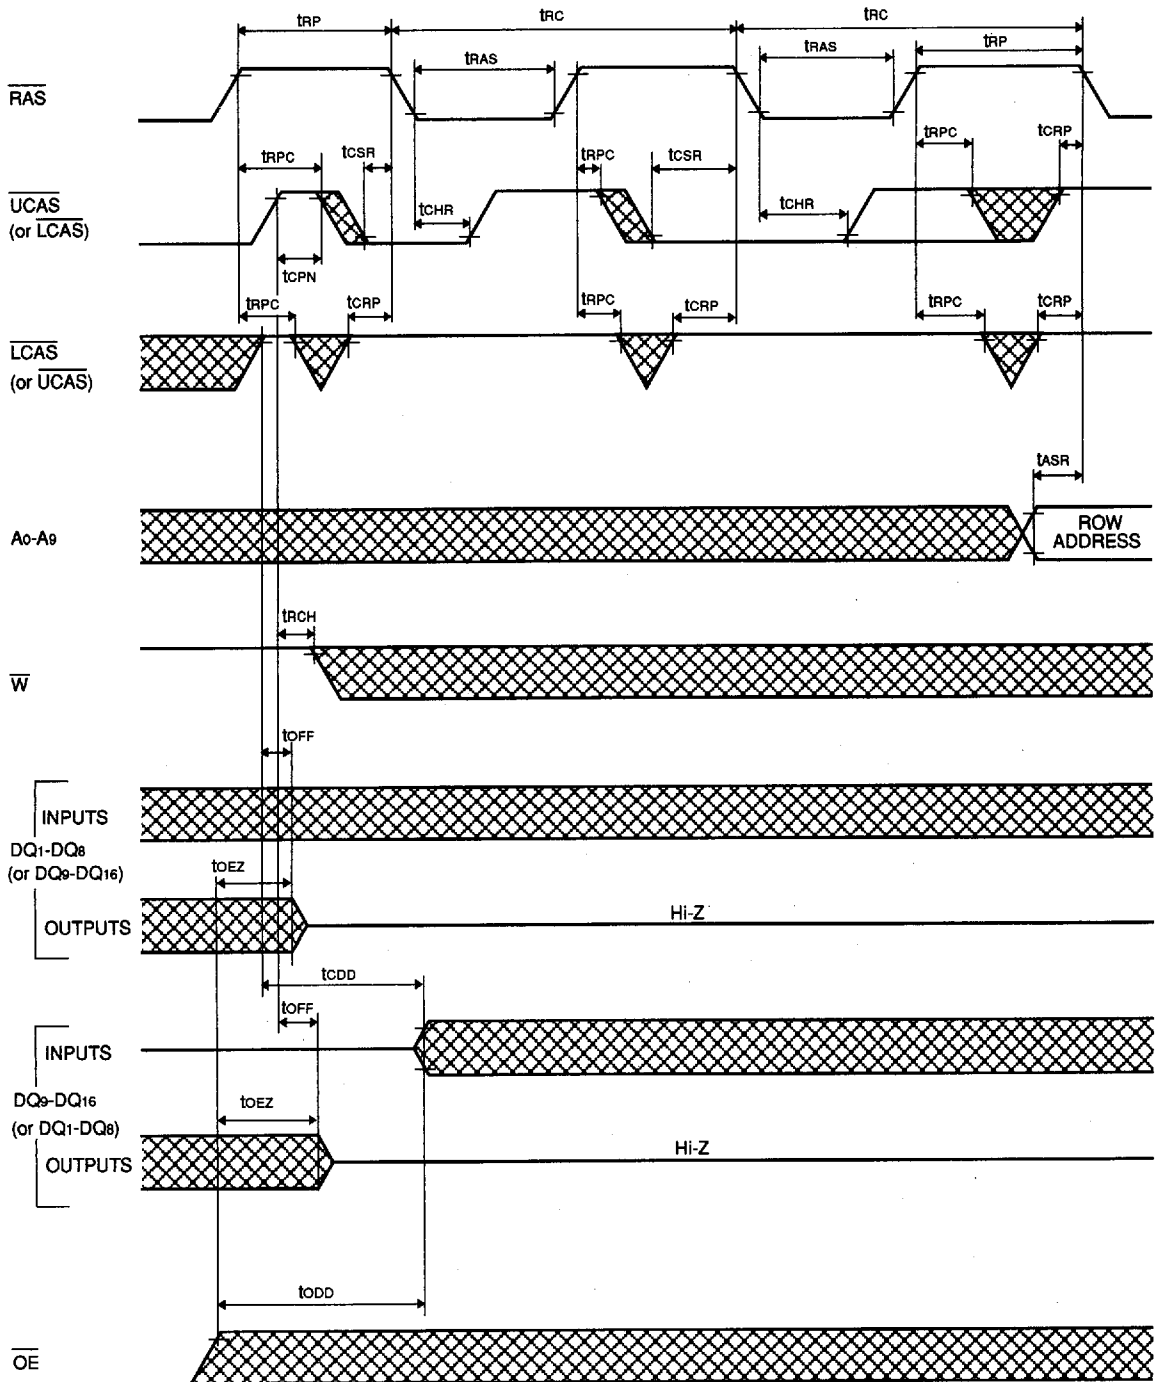 tRP tRC tRC
tRAS tRAS tRP
RAS
tRPC tCSR tRPC tCSR tRPC tCRP
UCAS
(or LCAS)
tCHR tCHR
tCPN
tRPC tCRP tRPC tCRP tRPC tCRP
LCAS
(or UCAS)
tASR
A0-A9
ROW
ADDRESS
tRCH
W
tOFF
INPUTS
DQ1-DQ8
(or DQ9-DQ16)
tOEZ
OUTPUTS
Hi-Z
tCDD
tOFF
INPUTS
DQ9-DQ16
(or DQ1-DQ8)
tOEZ
OUTPUTS
Hi-Z
tODD
OE